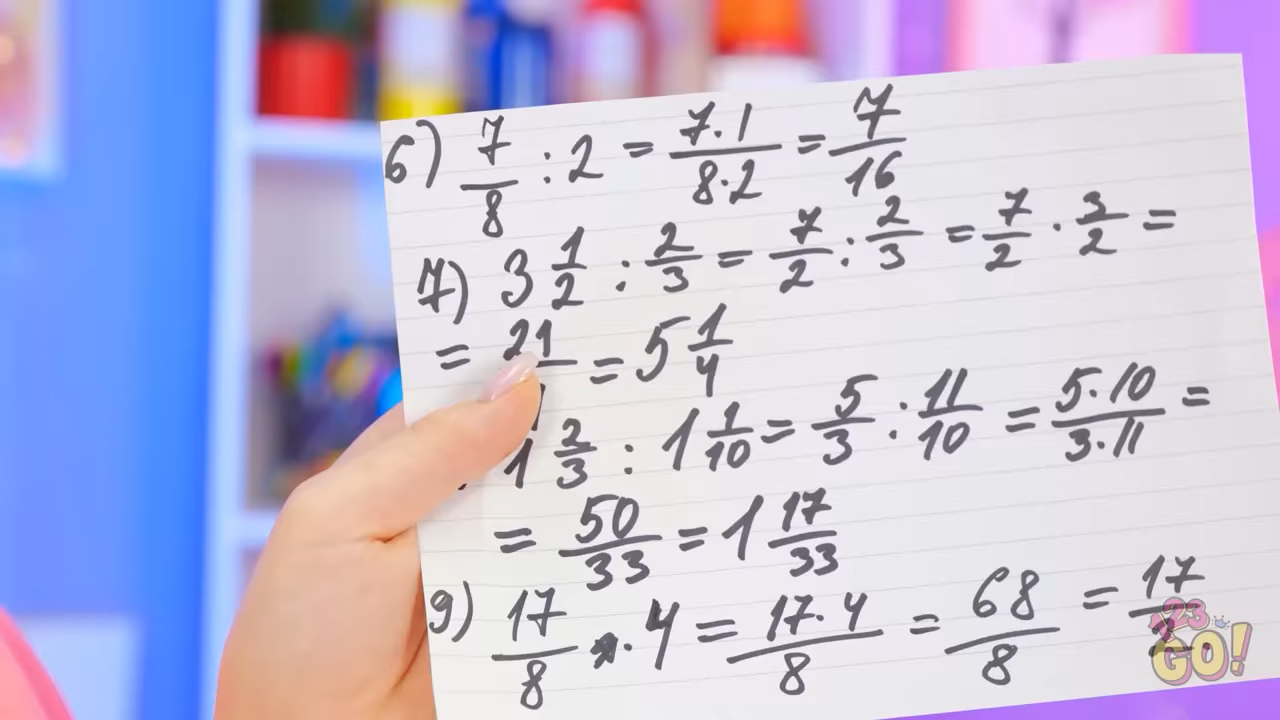 6) 7/8 : 2 = 7·1/8·2 = 7/16
7) 3 1/2 : 2/3 = 7/2 : 2/3 = 7/2 · 3/2 =
= 21/ = 5 1/4
1 2/3 : 1 1/10 = 5/3 : 11/10 = 5·10/3·11 =
= 50/33 = 1 17/33
9) 17/8 · 4 = 17·4/8 = 68/8 = 17/
123 GO!